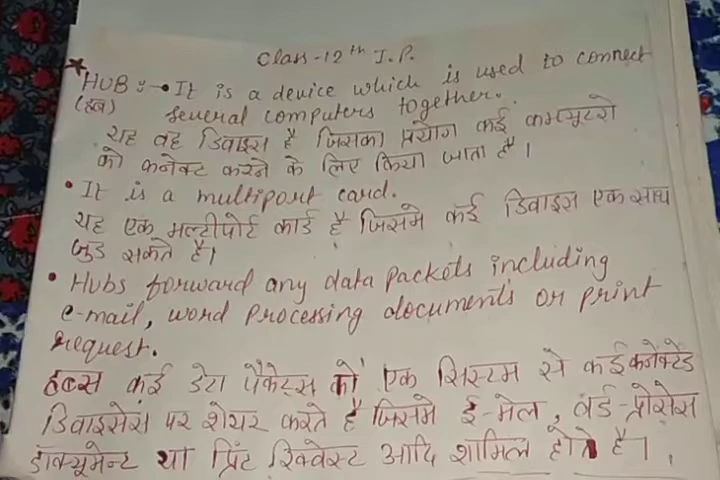 Class-12th I.P.
★ HUB :- • It is a device which is used to connect
(हब) several computers together.
यह वह डिवाइस है जिसका प्रयोग कई कम्प्यूटरो
को कनेक्ट करने के लिए किया जाता है।
• It is a multiport card.
यह एक मल्टीपोर्ट कार्ड है जिसमे कई डिवाइस एक साथ
जुड सकते है।
• Hubs forward any data packets including
e-mail, word processing documents or print
request.
हब्स कई डेटा पैकेट्स को एक सिस्टम से कई कनेक्टेड
डिवाइसेस पर शेयर करते है जिसमे ई-मेल, वर्ड-प्रोसेस
डॉक्यूमेन्ट या प्रिंट रिक्वेस्ट आदि शामिल होते है।